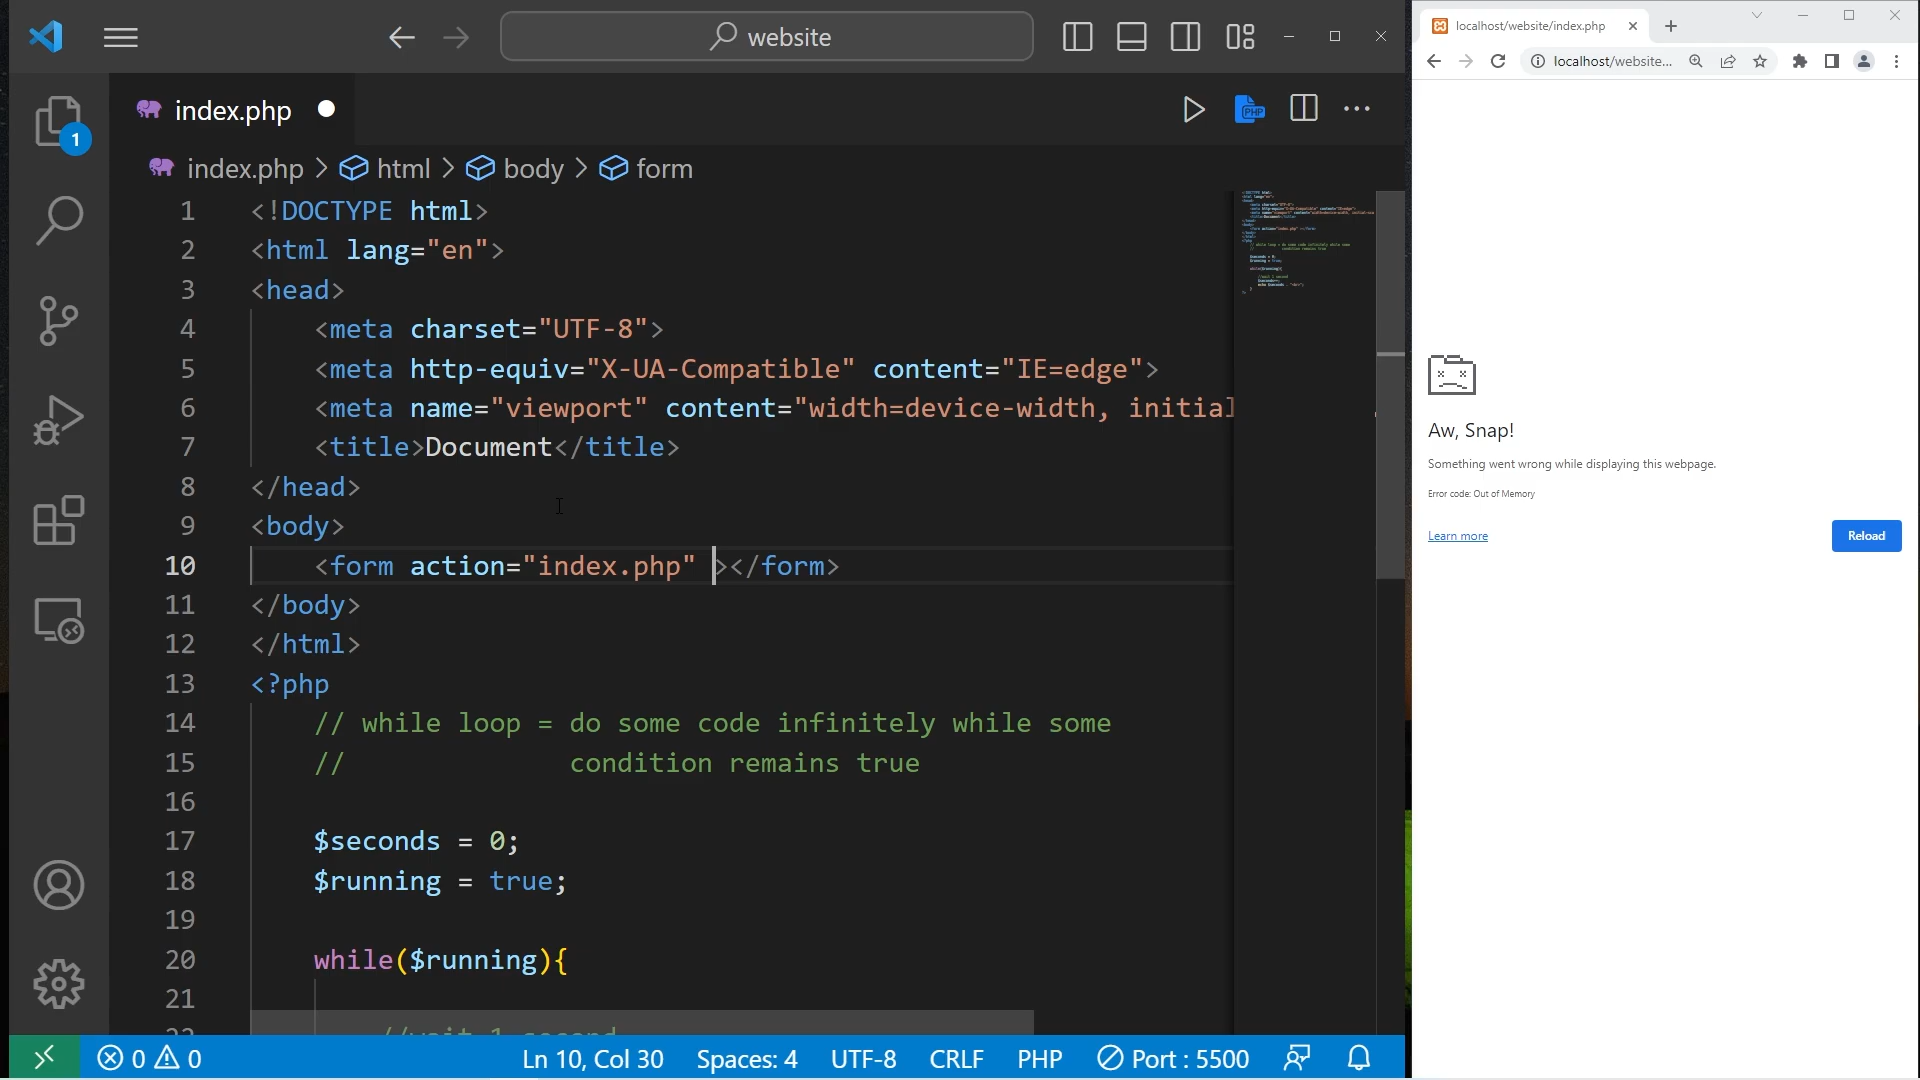 website
index.php
1
index.php > html > body > form
1 <!DOCTYPE html>
2 <html lang="en">
3 <head>
4 <meta charset="UTF-8">
5 <meta http-equiv="X-UA-Compatible" content="IE=edge">
6 <meta name="viewport" content="width=device-width, initial
7 <title>Document</title>
8 </head>
9 <body>
10 <form action="index.php" ></form>
11 </body>
12 </html>
13 <?php
14 // while loop = do some code infinitely while some
15 // condition remains true
16
17 $seconds = 0;
18 $running = true;
19
20 while($running){
21
22 //wait 1 second
0 0
Ln 10, Col 30
Spaces: 4
UTF-8
CRLF
PHP
Port : 5500
localhost/website/index.php
localhost/website...
Aw, Snap!
Something went wrong while displaying this webpage.
Error code: Out of Memory
Learn more
Reload